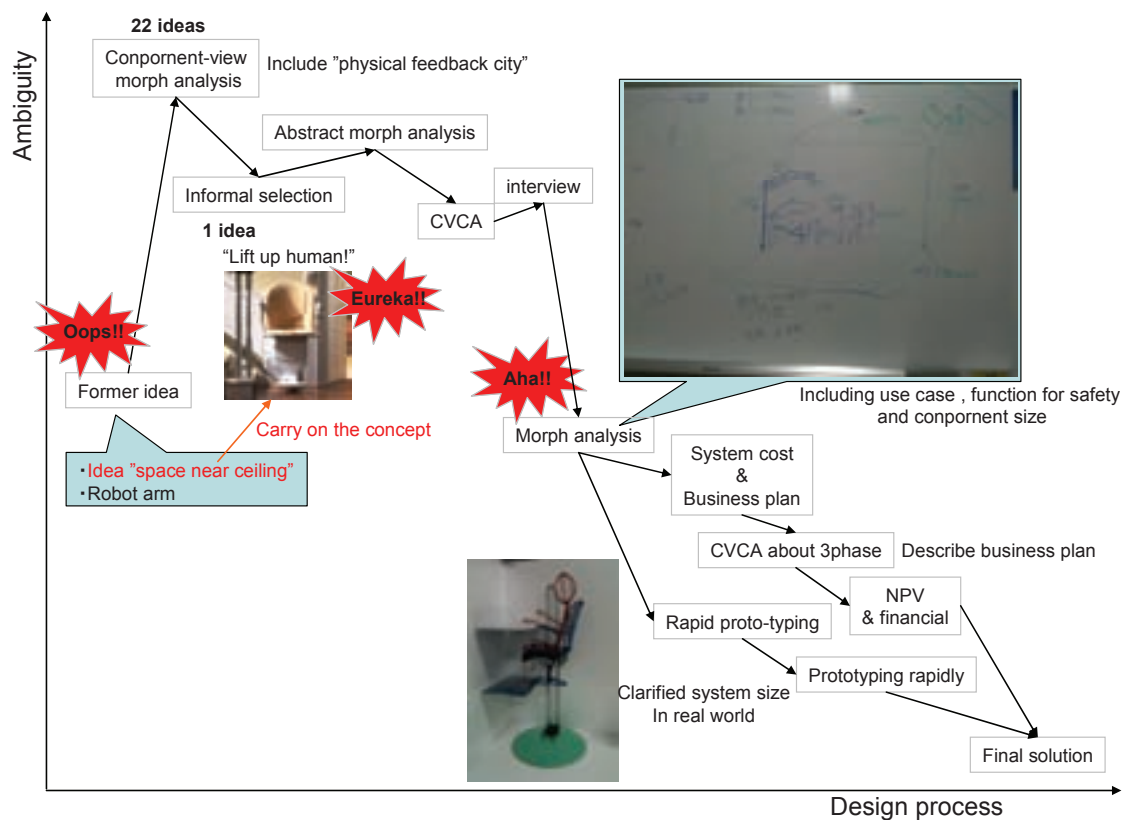 22 ideas
Conpornent-view
morph analysis
Include ”physical feedback city”
Ambiguity
Abstract morph analysis
Informal selection
interview
CVCA
1 idea
“Lift up human!”
Eureka!!
Oops!!
Former idea
Aha!!
Carry on the concept
・Idea ”space near ceiling”
・Robot arm
Including use case , function for safety
and conpornent size
Morph analysis
System cost
&
Business plan
CVCA about 3phase
Describe business plan
NPV
& financial
Rapid proto-typing
Prototyping rapidly
Clarified system size
In real world
Final solution
Design process